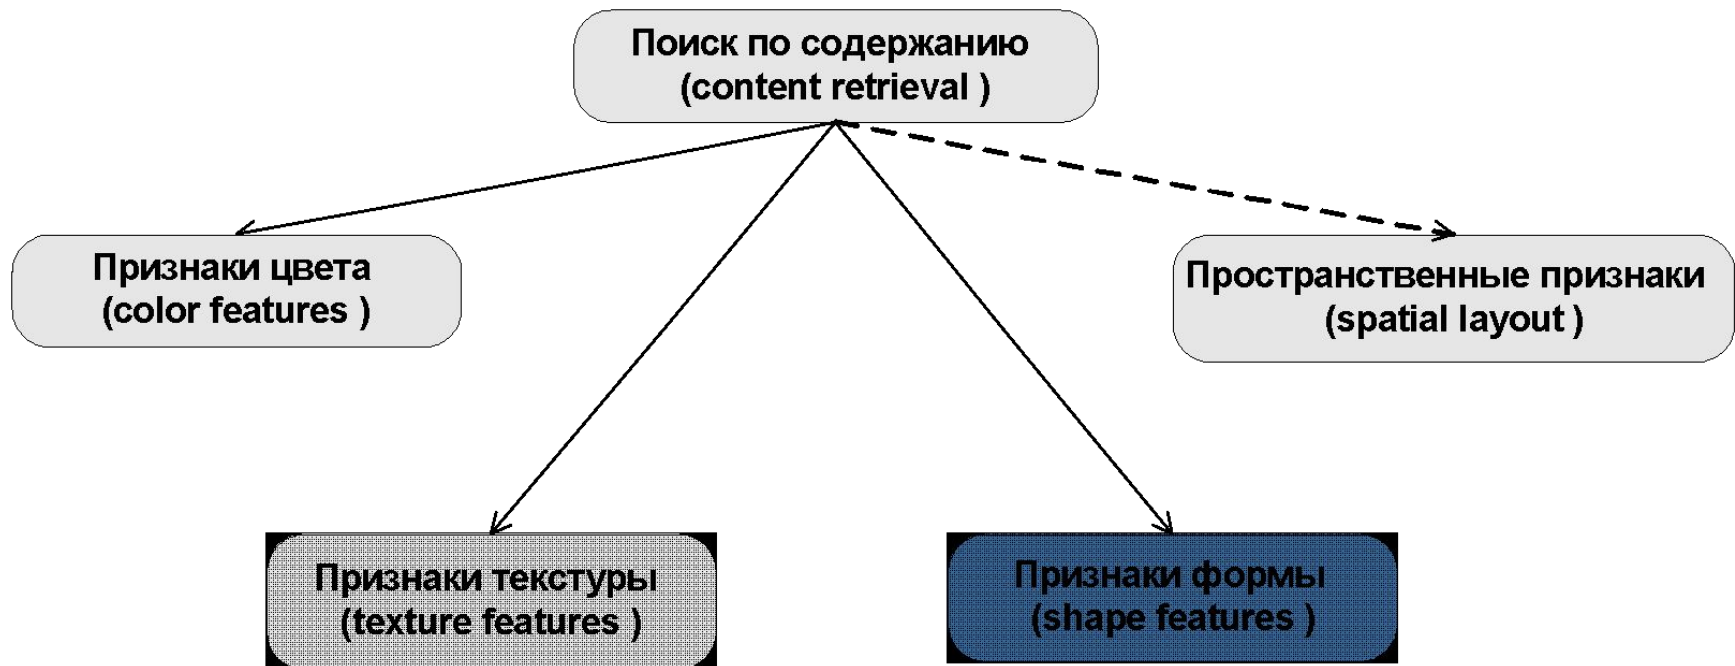 Поиск по содержанию
(content retrieval )
Признаки цвета
(color features )
Пространственные признаки
(spatial layout )
Признаки текстуры
(texture features )
Признаки формы
(shape features )